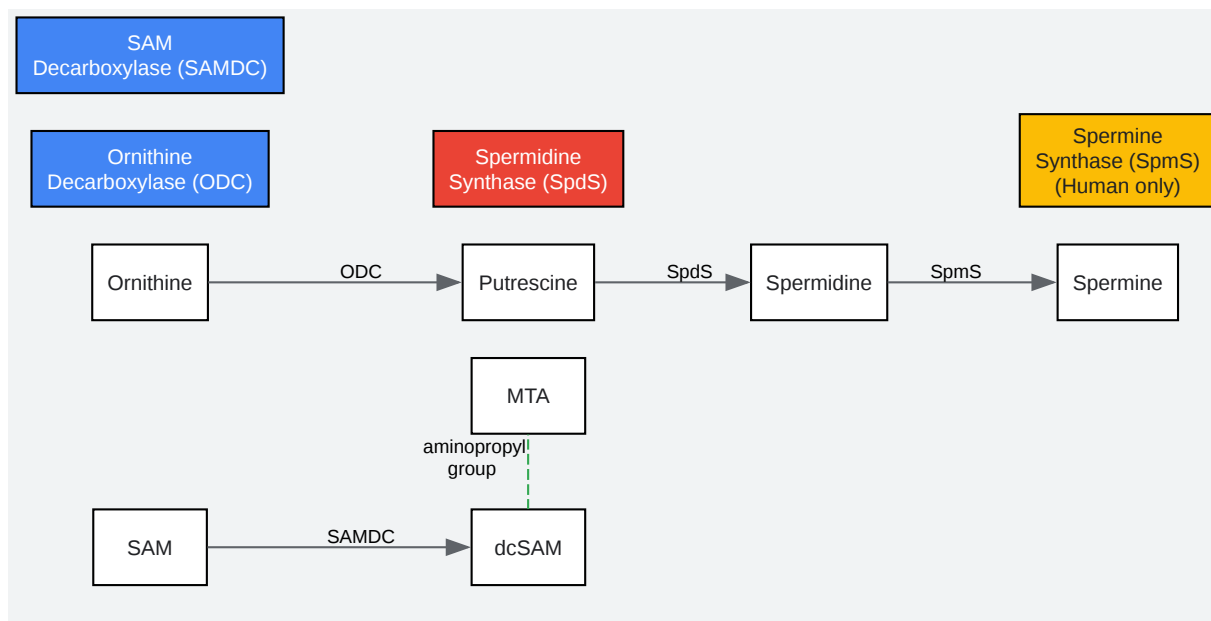 SAM
Decarboxylase (SAMDC)
Ornithine
Decarboxylase (ODC)
Spermidine
Synthase (SpdS)
Spermine
Synthase (SpmS)
(Human only)
Ornithine
ODC
Putrescine
SpdS
Spermidine
SpmS
Spermine
MTA
aminopropyl
group
SAM
SAMDC
dcSAM